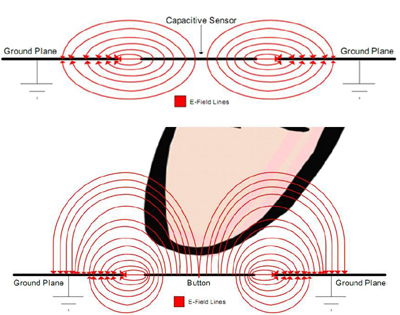 Capacitive Sensor
Ground Plane
Ground Plane
E-Field Lines
Ground Plane
Button
Ground Plane
E-Field Lines